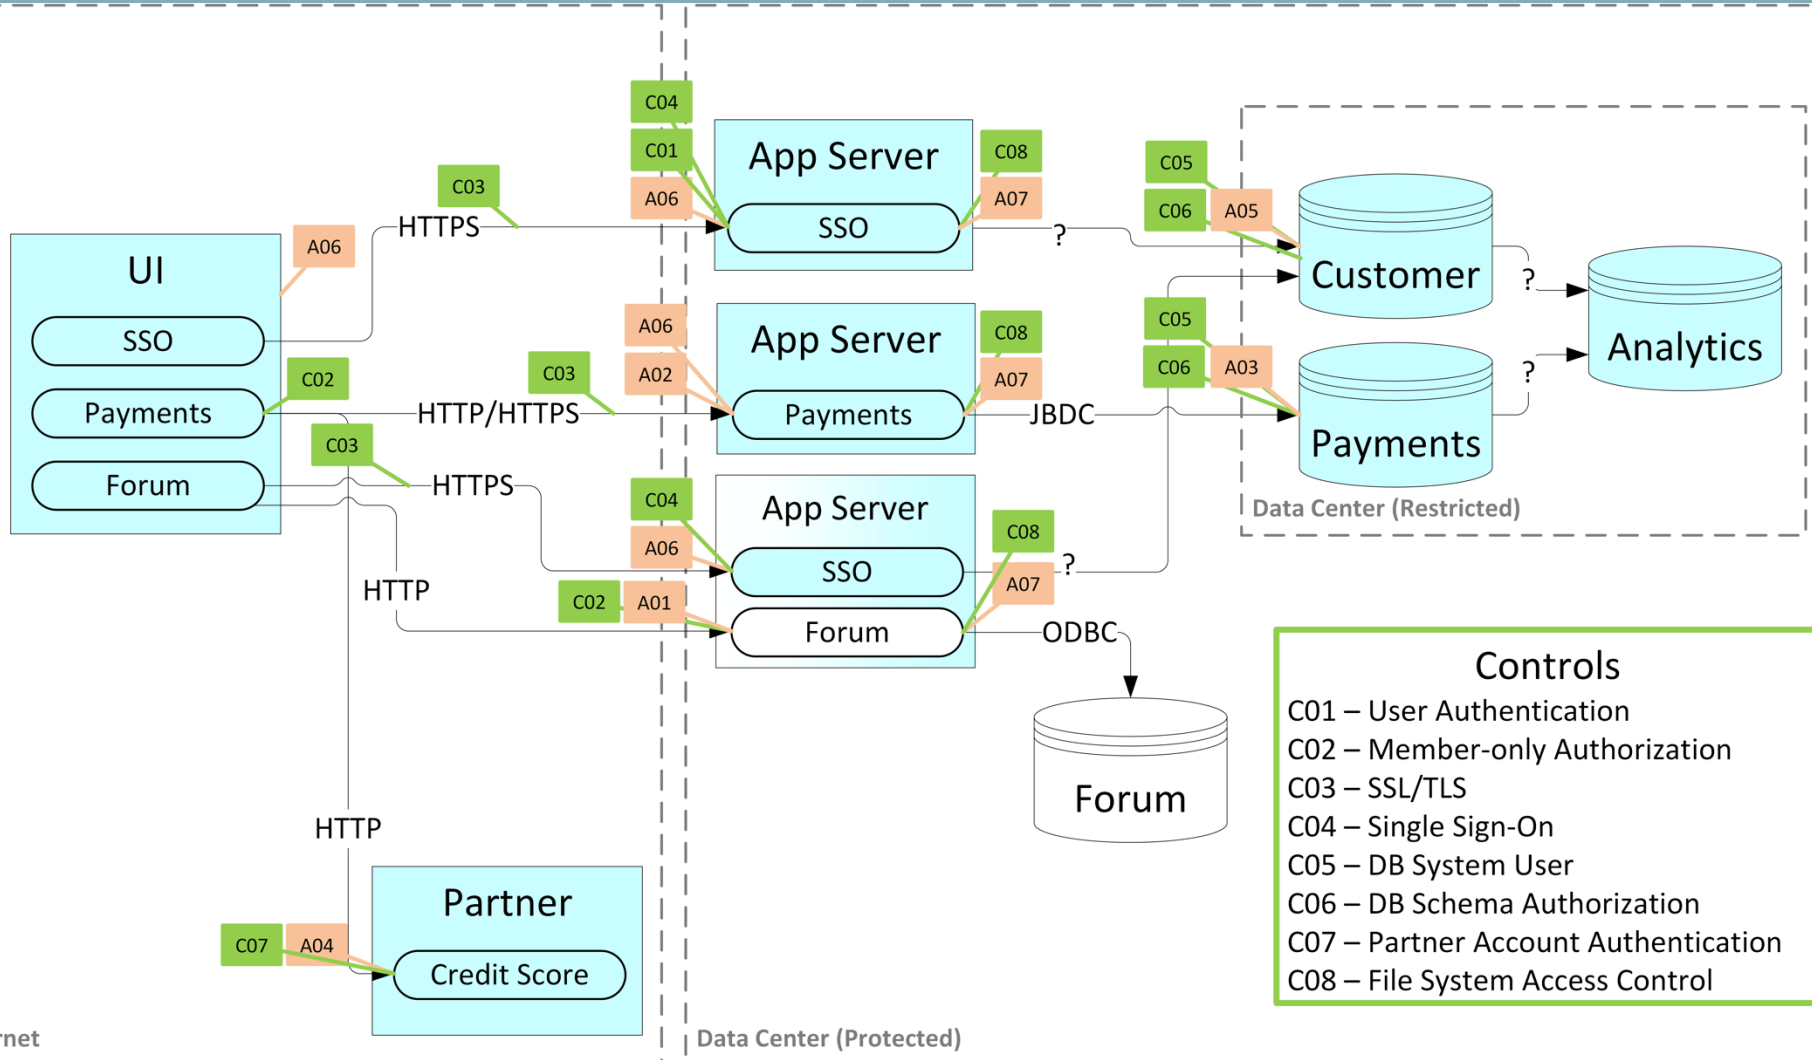 C04
App Server
C01
C08
C05
C03
A06
A07
C06
A05
HTTPS
SSO
?
A06
UI
Customer
?
SSO
A06
App Server
C08
C05
Analytics
C02
C03
A02
A07
C06
A03
?
Payments
HTTP/HTTPS
Payments
JBDC
Payments
C03
Forum
HTTPS
C04
App Server
Data Center (Restricted)
C08
A06
SSO
?
A07
HTTP
C02
A01
Forum
ODBC
Forum
HTTP
Partner
C07
A04
Credit Score
Controls
C01 – User Authentication
C02 – Member-only Authorization
C03 – SSL/TLS
C04 – Single Sign-On
C05 – DB System User
C06 – DB Schema Authorization
C07 – Partner Account Authentication
C08 – File System Access Control
rnet
Data Center (Protected)